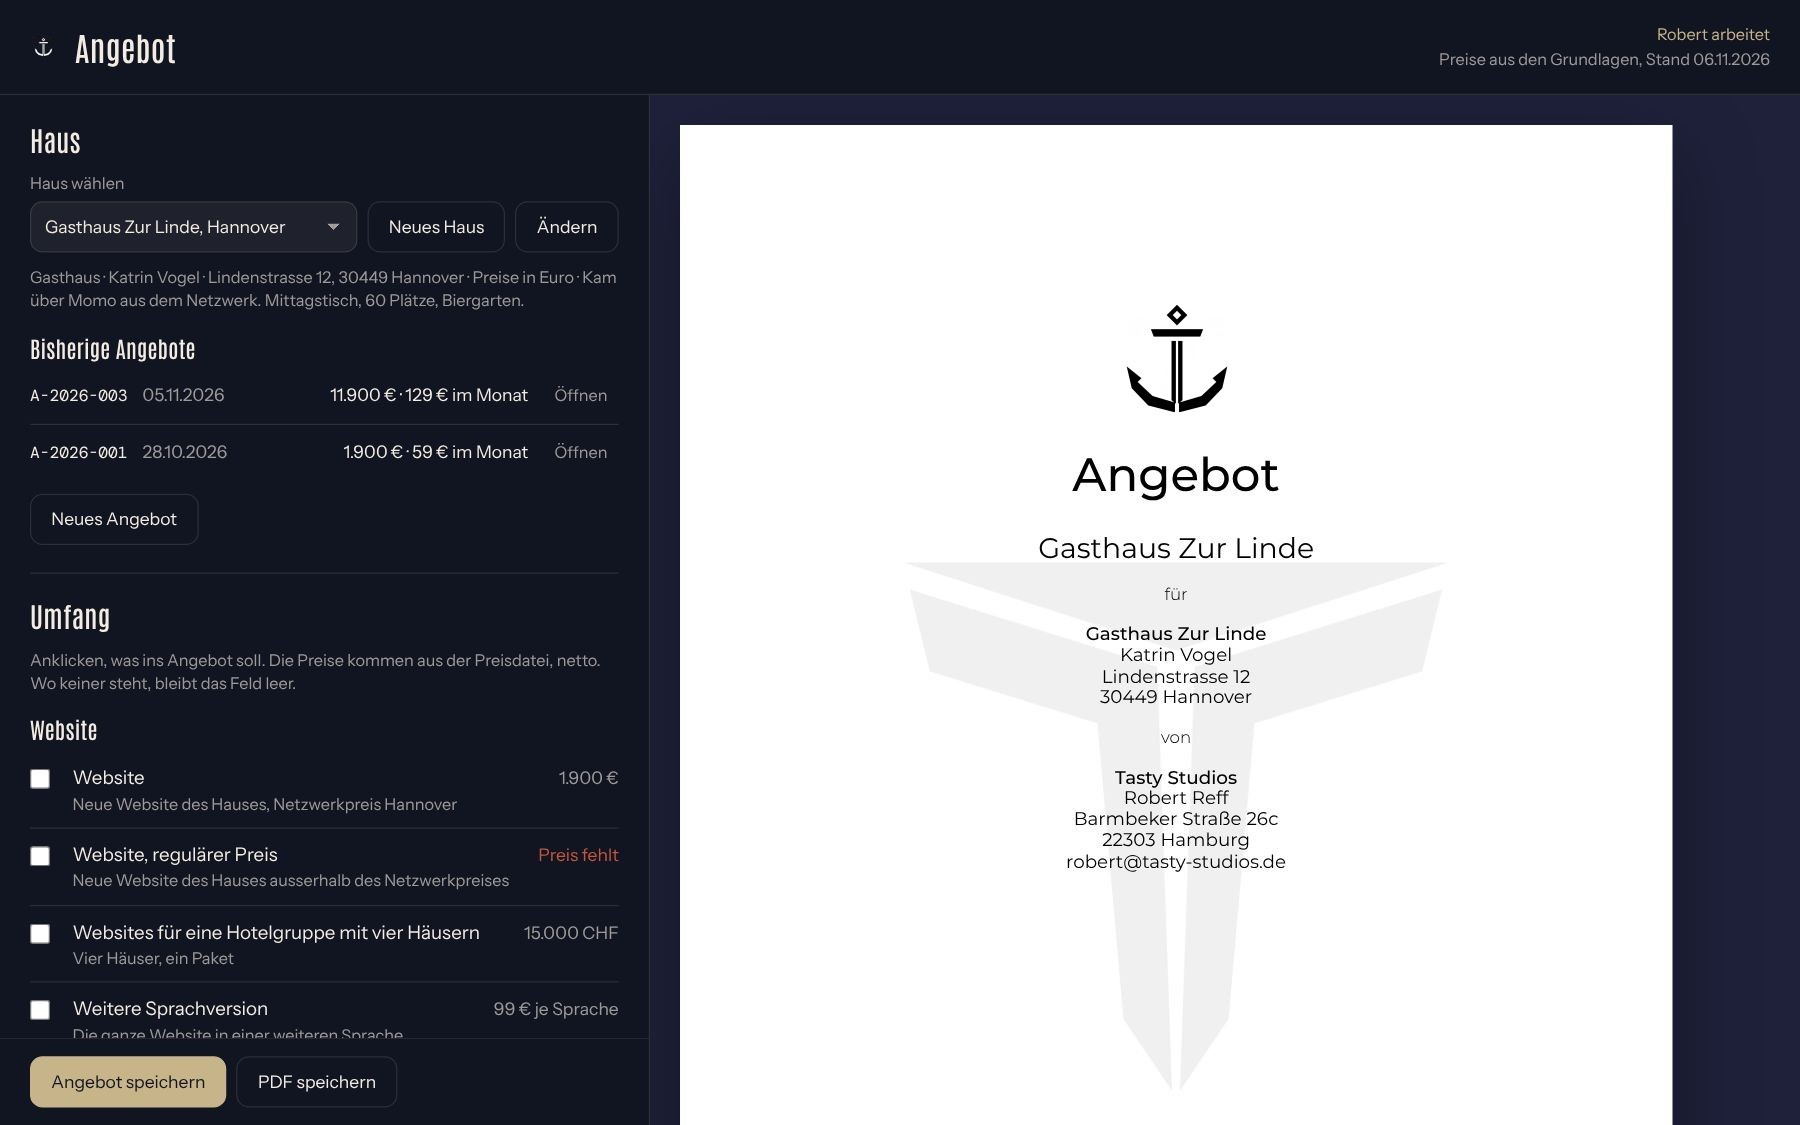 Angebot
Robert arbeitet
Preise aus den Grundlagen, Stand 06.11.2026
Haus
Haus wählen
Gasthaus Zur Linde, Hannover
Neues Haus
Ändern
Gasthaus · Katrin Vogel · Lindenstrasse 12, 30449 Hannover · Preise in Euro · Kam
über Momo aus dem Netzwerk. Mittagstisch, 60 Plätze, Biergarten.
Bisherige Angebote
A-2026-003 05.11.2026 11.900 € · 129 € im Monat Öffnen
A-2026-001 28.10.2026 1.900 € · 59 € im Monat Öffnen
Neues Angebot
Umfang
Anklicken, was ins Angebot soll. Die Preise kommen aus der Preisdatei, netto.
Wo keiner steht, bleibt das Feld leer.
Website
Website 1.900 €
Neue Website des Hauses, Netzwerkpreis Hannover
Website, regulärer Preis Preis fehlt
Neue Website des Hauses ausserhalb des Netzwerkpreises
Websites für eine Hotelgruppe mit vier Häusern 15.000 CHF
Vier Häuser, ein Paket
Weitere Sprachversion 99 € je Sprache
Die ganze Website in einer weiteren Sprache
Angebot speichern
PDF speichern
Angebot
Gasthaus Zur Linde
für
Gasthaus Zur Linde
Katrin Vogel
Lindenstrasse 12
30449 Hannover
von
Tasty Studios
Robert Reff
Barmbeker Straße 26c
22303 Hamburg
robert@tasty-studios.de